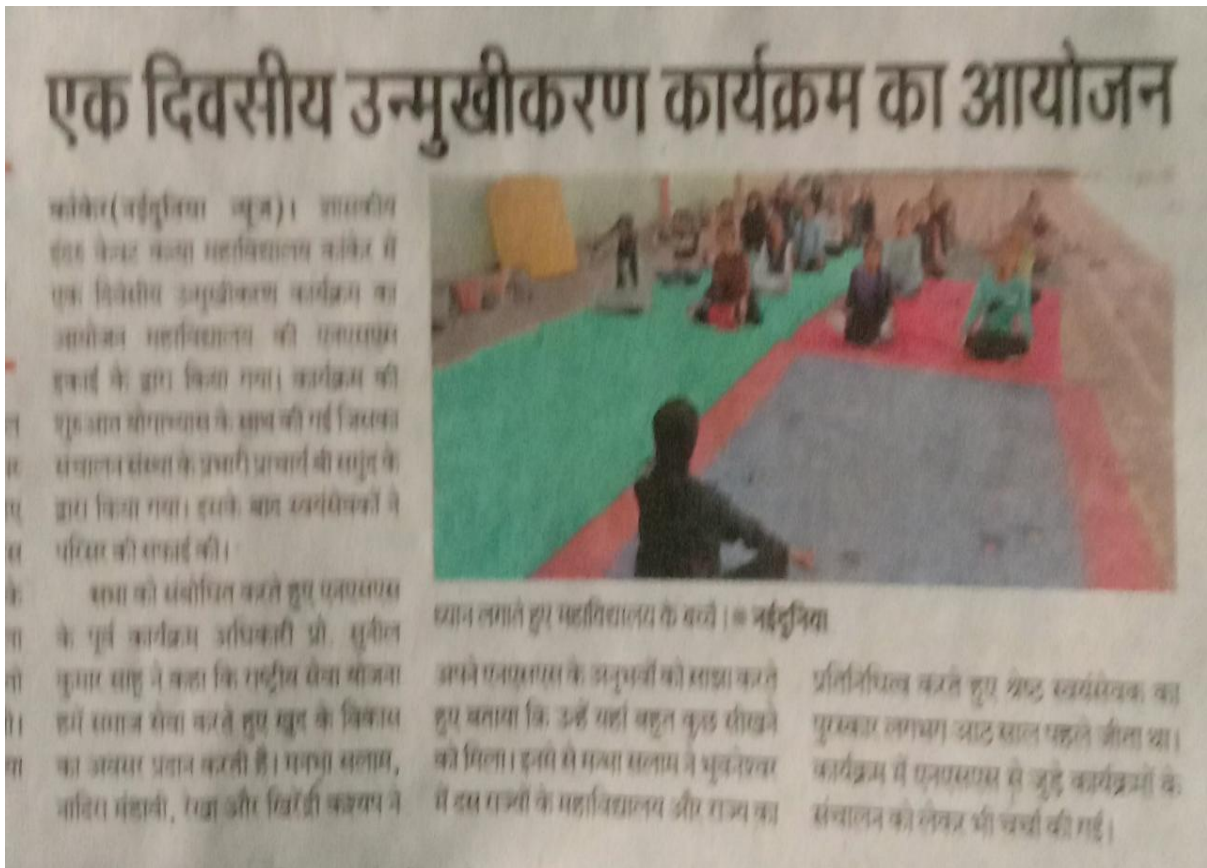 एक दिवसीय उन्मुखीकरण कार्यक्रम का आयोजन
कांकेर(नईदुनिया न्यूज)। शासकीय
कन्या महाविद्यालय कांकेर में
एक दिवसीय उन्मुखीकरण कार्यक्रम का
आयोजन महाविद्यालय की एनएसएस
इकाई के द्वारा किया गया। कार्यक्रम की
शुरुआत योगाभ्यास के साथ की गई जिसका
संचालन संस्था के प्रभारी प्राचार्य श्री के
द्वारा किया गया। इसके बाद स्वयंसेवकों ने
परिसर की सफाई की।
सभा को संबोधित करते हुए एनएसएस
के पूर्व कार्यक्रम अधिकारी प्रो. सुनील
कुमार साहू ने कहा कि राष्ट्रीय सेवा योजना
हमें समाज सेवा करते हुए खुद के विकास
का अवसर प्रदान करती है। सलाम,
मंडावी, रेखा और कश्यप ने
ध्यान लगाते हुए महाविद्यालय के बच्चे। ● नईदुनिया
अपने एनएसएस के अनुभवों को साझा करते
हुए बताया कि उन्हें यहां बहुत कुछ सीखने
को मिला। इनमे से सलाम ने भुवनेश्वर
में दस राज्यों के महाविद्यालय और राज्य का
प्रतिनिधित्व करते हुए श्रेष्ठ स्वयंसेवक का
पुरस्कार लगभग आठ साल पहले जीता था।
कार्यक्रम में एनएसएस से जुड़े कार्यक्रमों के
संचालन को लेकर भी चर्चा की गई।